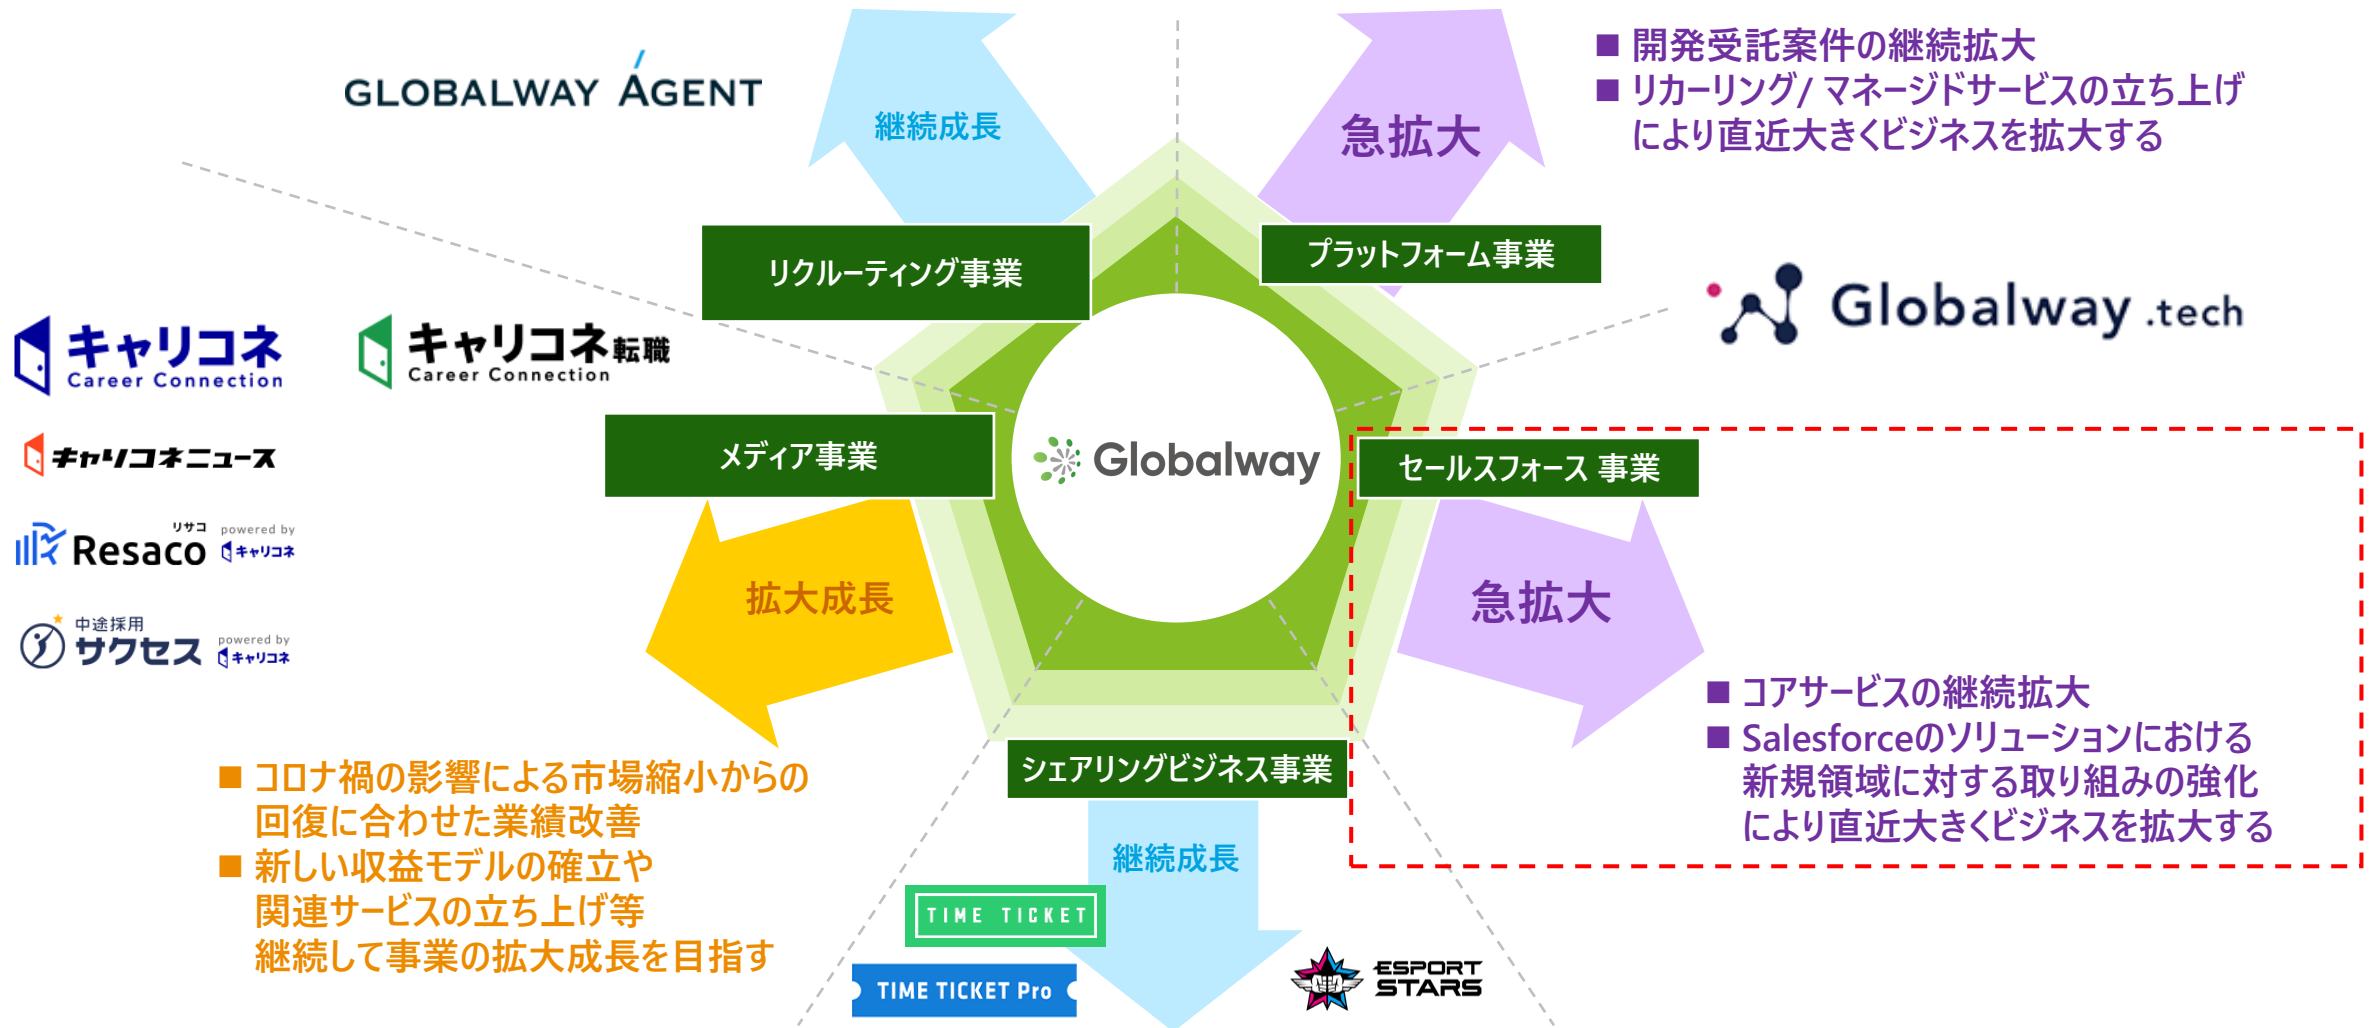 GLOBALWAY AGENT
継続成長
急拡大
■ 開発受託案件の継続拡大
■ リカーリング/ マネージドサービスの立ち上げ
により直近大きくビジネスを拡大する
リクルーティング事業
プラットフォーム事業
Globalway .tech
キャリコネ
Career Connection
キャリコネ転職
Career Connection
キャリコネニュース
リサコ
Resaco
powered by
キャリコネ
中途採用
サクセス
powered by
キャリコネ
メディア事業
Globalway
セールスフォース 事業
拡大成長
急拡大
■ コアサービスの継続拡大
■ Salesforceのソリューションにおける
新規領域に対する取り組みの強化
により直近大きくビジネスを拡大する
シェアリングビジネス事業
■ コロナ禍の影響による市場縮小からの
回復に合わせた業績改善
■ 新しい収益モデルの確立や
関連サービスの立ち上げ等
継続して事業の拡大成長を目指す
継続成長
TIME TICKET
TIME TICKET Pro
ESPORT
STARS